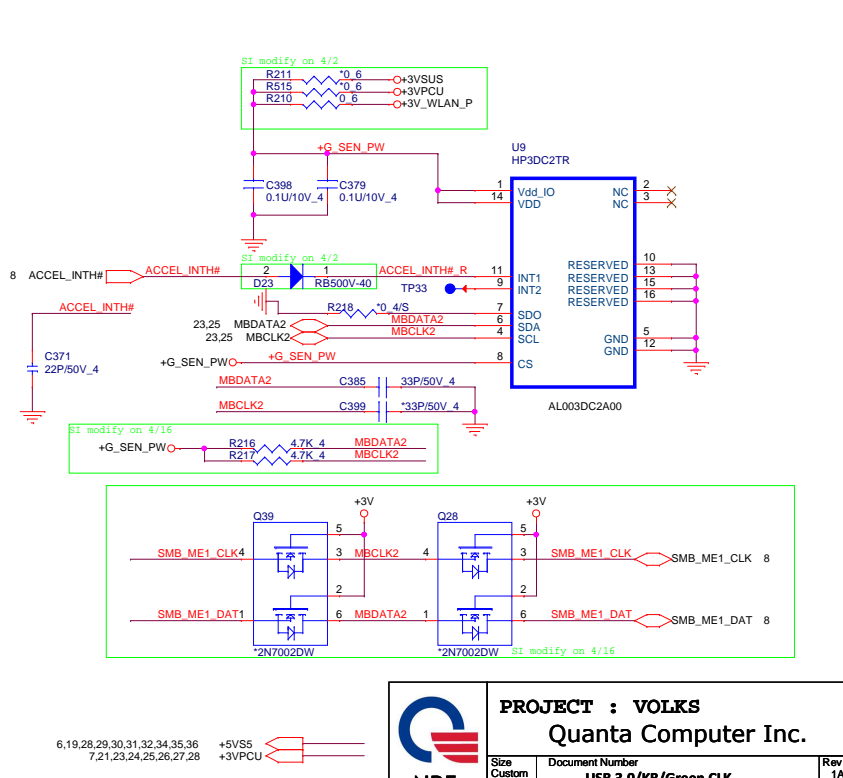 SI modify on 4/2
R211 *0_6 +3VSUS
R515 *0_6 +3VPCU
R210 0_6 +3V_WLAN_P
+G_SEN_PW
U9
HP3DC2TR
C398 C379
0.1U/10V_4 0.1U/10V_4
1 Vdd_IO NC 2
14 VDD NC 3
SI modify on 4/2
8 ACCEL_INTH# ACCEL_INTH# 2 1 ACCEL_INTH#_R 11 INT1
D23 RB500V-40 TP33 9 INT2
RESERVED 10
RESERVED 13
RESERVED 15
RESERVED 16
ACCEL_INTH#
R218 *0_4/S 7 SDO
23,25 MBDATA2 MBDATA2 6 SDA
23,25 MBCLK2 MBCLK2 4 SCL
GND 5
GND 12
+G_SEN_PW +G_SEN_PW 8 CS
C371
22P/50V_4
MBDATA2 C385 33P/50V_4
MBCLK2 C399 *33P/50V_4
AL003DC2A00
SI modify on 4/16
+G_SEN_PW R216 4.7K_4 MBDATA2
R217 4.7K_4 MBCLK2
+3V +3V
Q39 Q28
5 5
SMB_ME1_CLK 4 3 MBCLK2 4 3 SMB_ME1_CLK SMB_ME1_CLK 8
2 2
SMB_ME1_DAT 1 6 MBDATA2 1 6 SMB_ME1_DAT SMB_ME1_DAT 8
*2N7002DW *2N7002DW SI modify on 4/16
PROJECT : VOLKS
Quanta Computer Inc.
6,19,28,29,30,31,32,34,35,36 +5VS5
7,21,23,24,25,26,27,28 +3VPCU
Size Document Number Rev
Custom USB 3.0/KB/Green CLK 1A